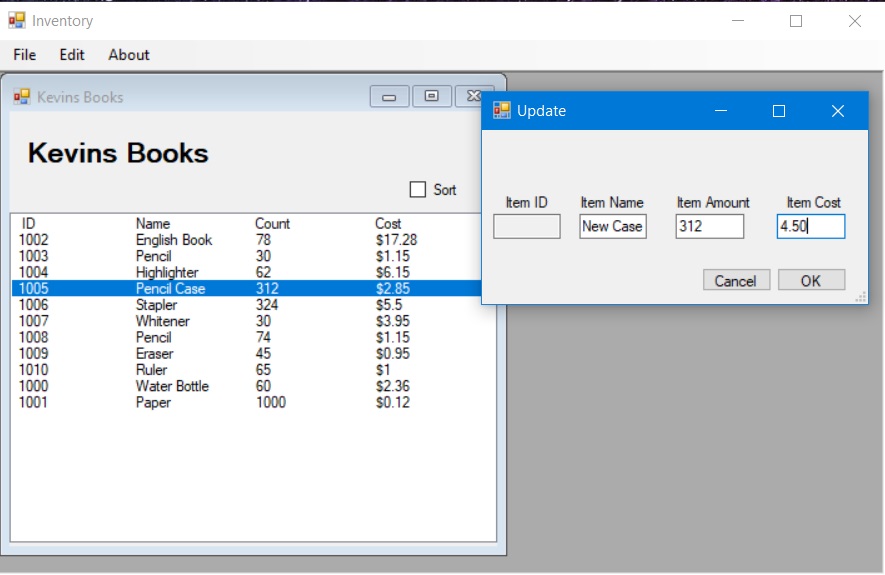 Inventory
File Edit About
Kevins Books
Kevins Books
Sort
ID Name Count Cost
1002 English Book 78 $17.28
1003 Pencil 30 $1.15
1004 Highlighter 62 $6.15
1005 Pencil Case 312 $2.85
1006 Stapler 324 $5.5
1007 Whitener 30 $3.95
1008 Pencil 74 $1.15
1009 Eraser 45 $0.95
1010 Ruler 65 $1
1000 Water Bottle 60 $2.36
1001 Paper 1000 $0.12
Update
Item ID Item Name Item Amount Item Cost
New Case 312 4.50
Cancel OK